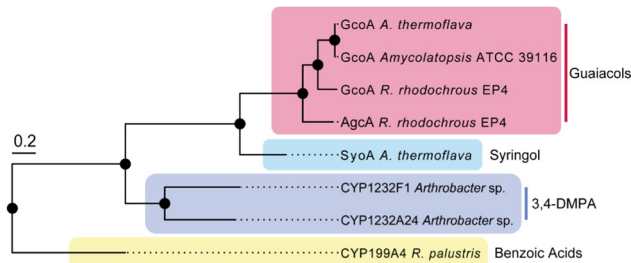 GcoA A. thermoflava
GcoA Amycolatopsis ATCC 39116
Guaiacols
GcoA R. rhodochrous EP4
AgcA R. rhodochrous EP4
0.2
SyoA A. thermoflava
Syringol
CYP1232F1 Arthrobacter sp.
3,4-DMPA
CYP1232A24 Arthrobacter sp.
CYP199A4 R. palustris
Benzoic Acids